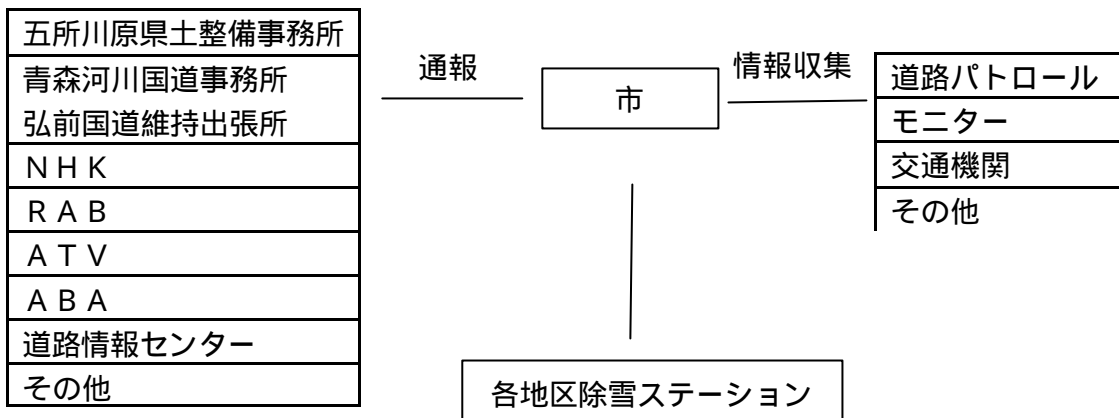 五所川原県土整備事務所
青森河川国道事務所
弘前国道維持出張所
ＮＨＫ
ＲＡＢ
ＡＴＶ
ＡＢＡ
道路情報センター
その他
通報
市
情報収集
道路パトロール
モニター
交通機関
その他
各地区除雪ステーション